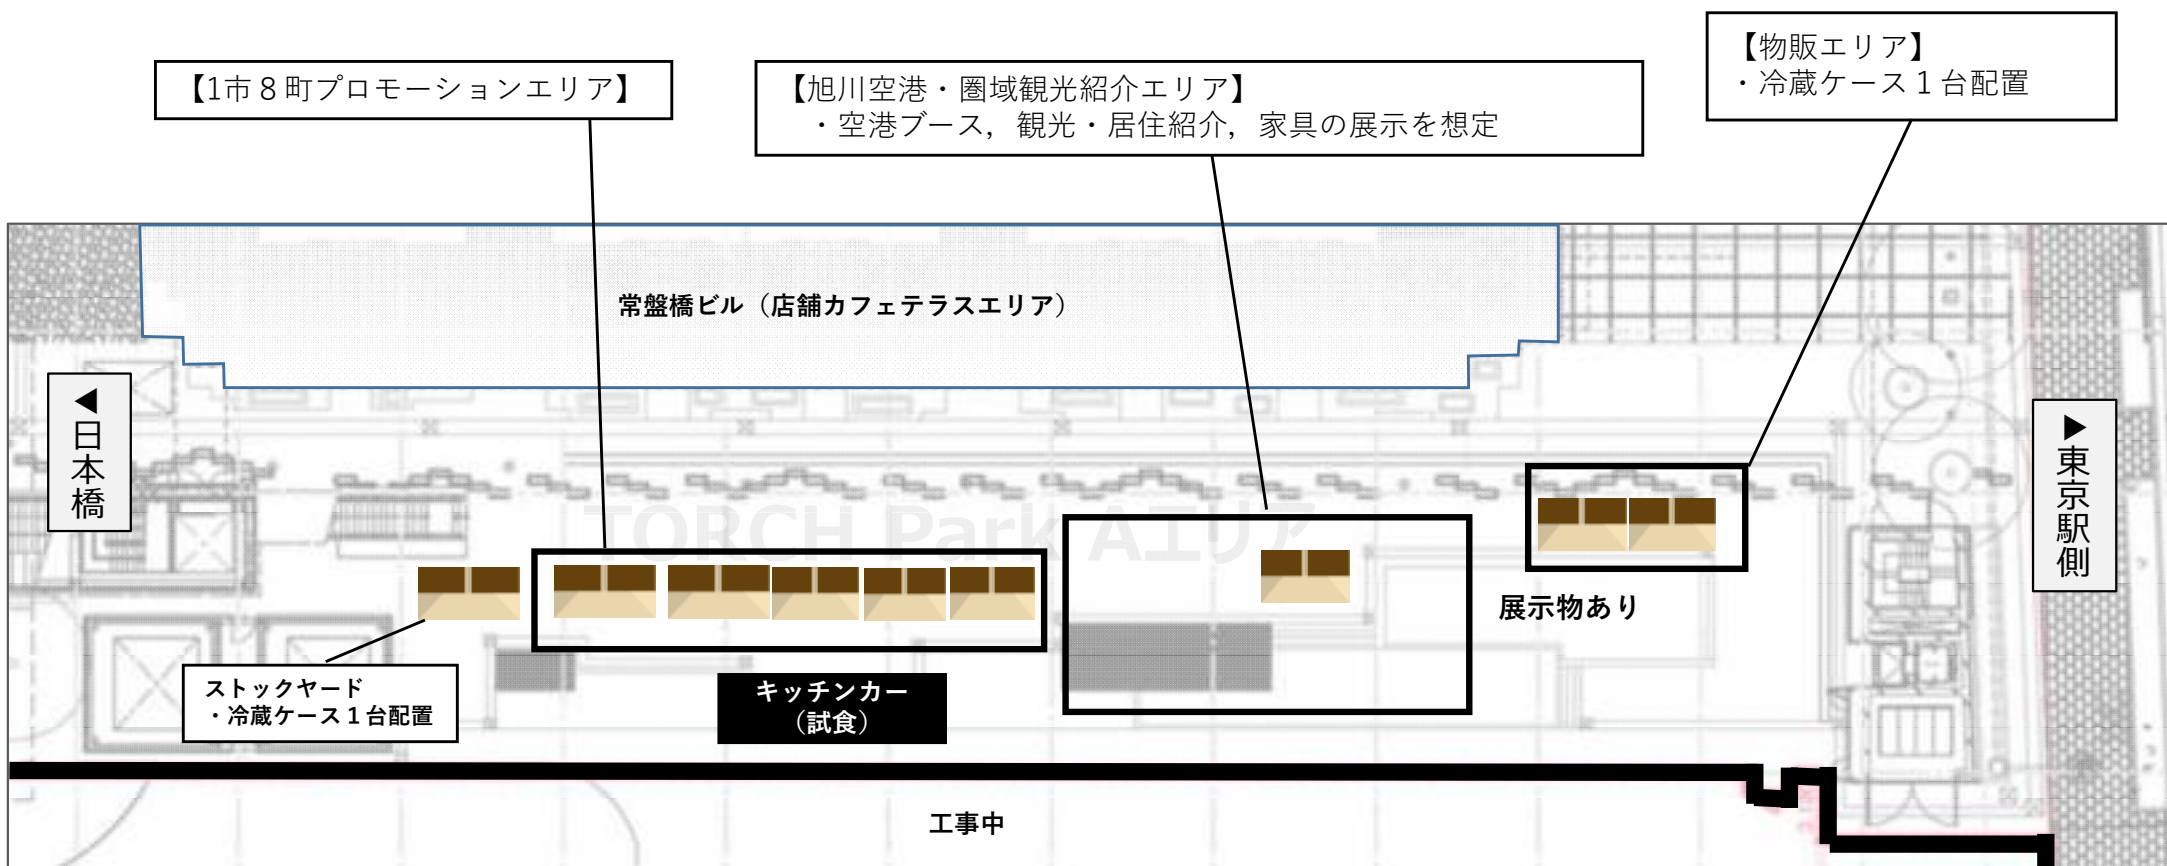 【1市８町プロモーションエリア】
【旭川空港・圏域観光紹介エリア】
・空港ブース，観光・居住紹介，家具の展示を想定
【物販エリア】
・冷蔵ケース１台配置
常盤橋ビル（店舗カフェテラスエリア）
◀日本橋
▶東京駅側
TORCH Park Aエリア
展示物あり
ストックヤード
・冷蔵ケース１台配置
キッチンカー
（試食）
工事中